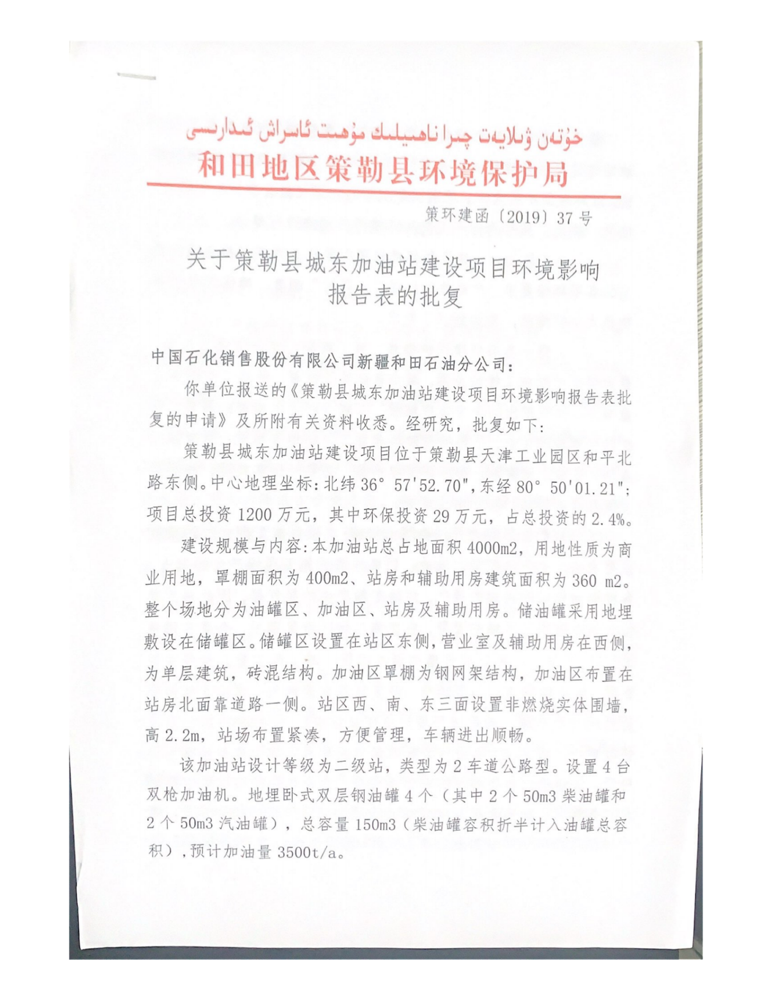 خوتەن ۋىلايەت چىرا ناھىيىلىك مۇھىت ئاسراش ئىدارىسى
和田地区策勒县环境保护局
策环建函〔2019〕37 号
关于策勒县城东加油站建设项目环境影响
报告表的批复
中国石化销售股份有限公司新疆和田石油分公司：
你单位报送的《策勒县城东加油站建设项目环境影响报告表批
复的申请》及所附有关资料收悉。经研究，批复如下：
策勒县城东加油站建设项目位于策勒县天津工业园区和平北
路东侧。中心地理坐标：北纬 36° 57'52.70"，东经 80° 50'01.21"；
项目总投资 1200 万元，其中环保投资 29 万元，占总投资的 2.4%。
建设规模与内容：本加油站总占地面积 4000m2，用地性质为商
业用地，罩棚面积为 400m2、站房和辅助用房建筑面积为 360 m2。
整个场地分为油罐区、加油区、站房及辅助用房。储油罐采用地埋
敷设在储罐区。储罐区设置在站区东侧，营业室及辅助用房在西侧，
为单层建筑，砖混结构。加油区罩棚为钢网架结构，加油区布置在
站房北面靠道路一侧。站区西、南、东三面设置非燃烧实体围墙，
高 2.2m，站场布置紧凑，方便管理，车辆进出顺畅。
该加油站设计等级为二级站，类型为 2 车道公路型。设置 4 台
双枪加油机。地埋卧式双层钢油罐 4 个（其中 2 个 50m3 柴油罐和
2 个 50m3 汽油罐），总容量 150m3（柴油罐容积折半计入油罐总容
积）,预计加油量 3500t/a。